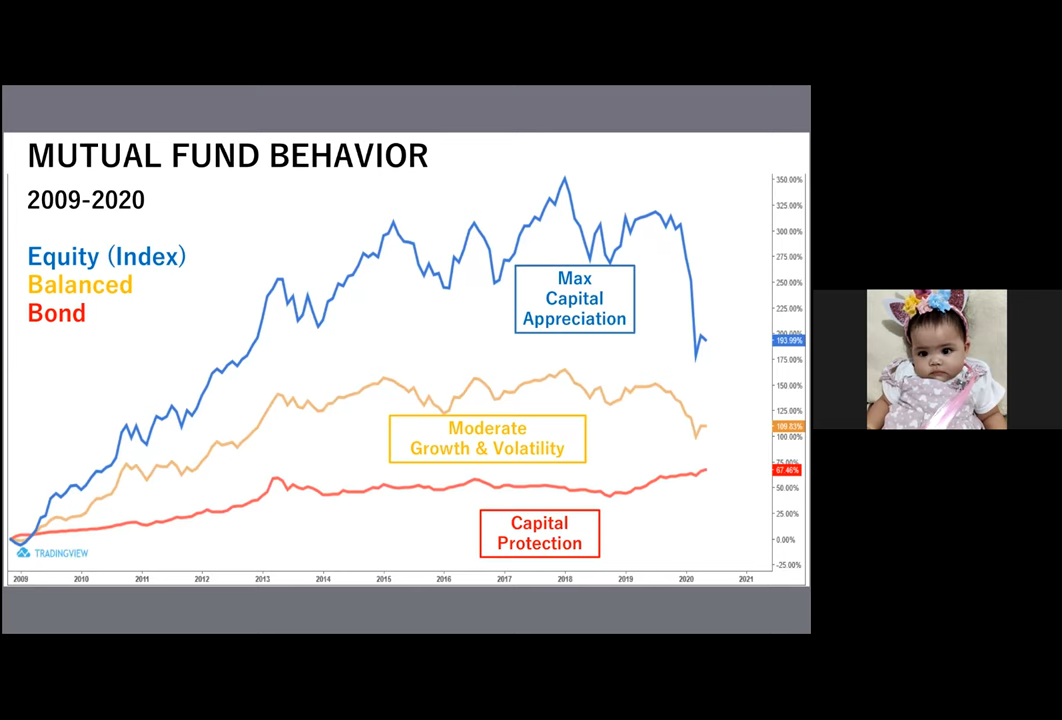 MUTUAL FUND BEHAVIOR
2009-2020
Equity (Index)
Balanced
Bond
Max
Capital
Appreciation
Moderate
Growth & Volatility
Capital
Protection
TRADINGVIEW
350.00%
325.00%
300.00%
275.00%
250.00%
225.00%
200.00%
193.99%
175.00%
150.00%
125.00%
109.83%
100.00%
75.00%
67.46%
50.00%
25.00%
0.00%
-25.00%
2009 2010 2011 2012 2013 2014 2015 2016 2017 2018 2019 2020 2021